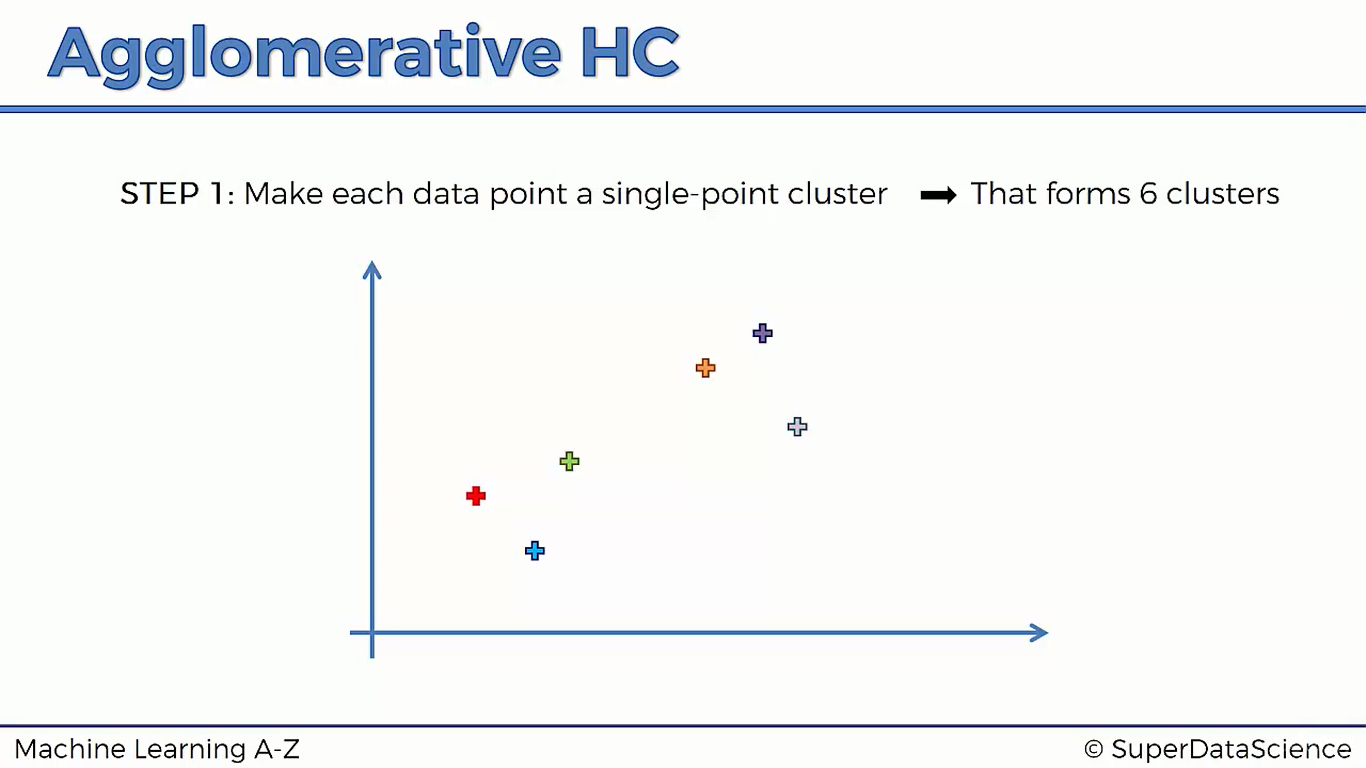 Agglomerative HC
STEP 1: Make each data point a single-point cluster ➡ That forms 6 clusters
Machine Learning A-Z
© SuperDataScience